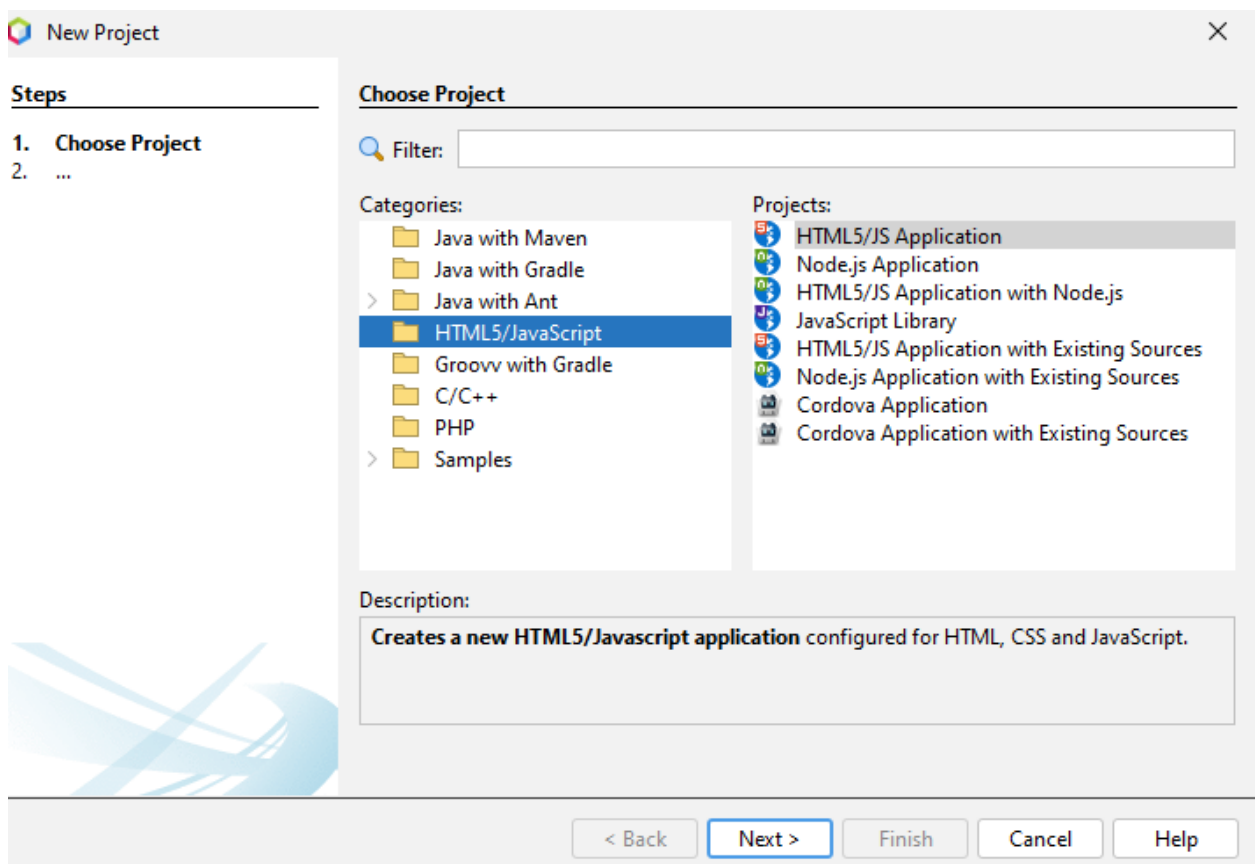 New Project
Steps
1. Choose Project
2. ...
Choose Project
Filter:
Categories:
Java with Maven
Java with Gradle
Java with Ant
HTML5/JavaScript
Groovy with Gradle
C/C++
PHP
Samples
Projects:
HTML5/JS Application
Node.js Application
HTML5/JS Application with Node.js
JavaScript Library
HTML5/JS Application with Existing Sources
Node.js Application with Existing Sources
Cordova Application
Cordova Application with Existing Sources
Description:
Creates a new HTML5/Javascript application configured for HTML, CSS and JavaScript.
< Back
Next >
Finish
Cancel
Help